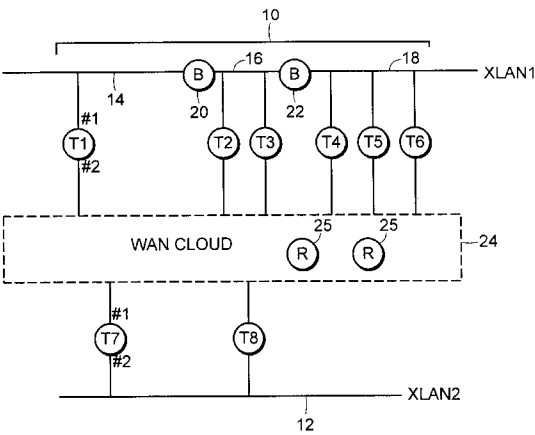 10
16
18
B
B
XLAN1
14
20
22
#1
T1
#2
T2
T3
T4
T5
T6
25
25
WAN CLOUD
R
R
24
#1
T7
#2
T8
XLAN2
12